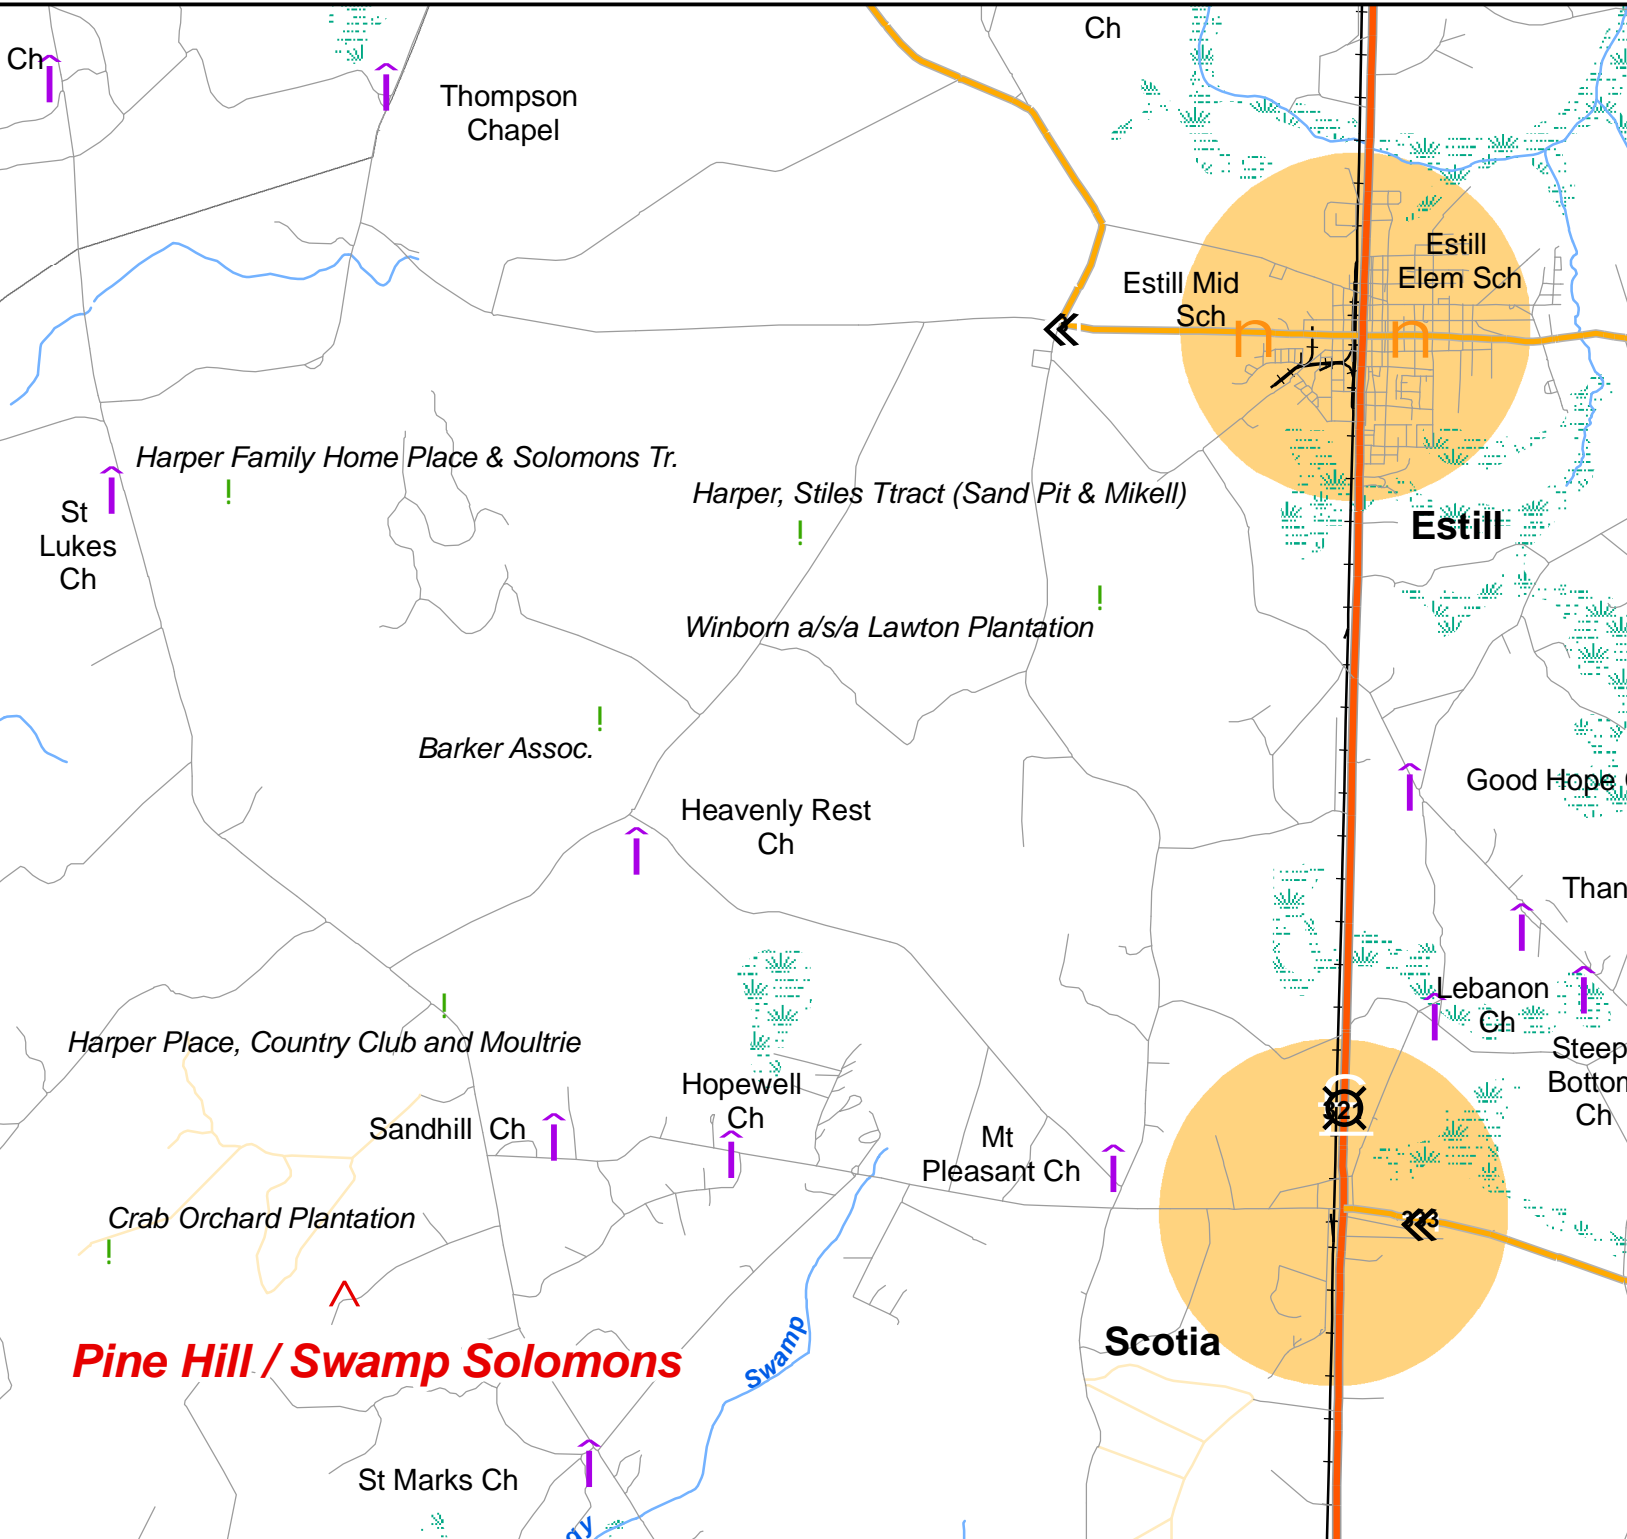 Ch
Ch
Thompson
Chapel
Estill
Elem Sch
Estill Mid
Sch
Harper Family Home Place & Solomons Tr.
Harper, Stiles Ttract (Sand Pit & Mikell)
St
Lukes
Ch
Estill
Winborn a/s/a Lawton Plantation
Barker Assoc.
Good Hope
Heavenly Rest
Ch
Than
Lebanon
Ch
Harper Place, Country Club and Moultrie
Steep
Botton
Ch
Hopewell
Ch
321
Sandhill Ch
Mt
Pleasant Ch
Crab Orchard Plantation
333
Scotia
Pine Hill / Swamp Solomons
Swamp
St Marks Ch
gy